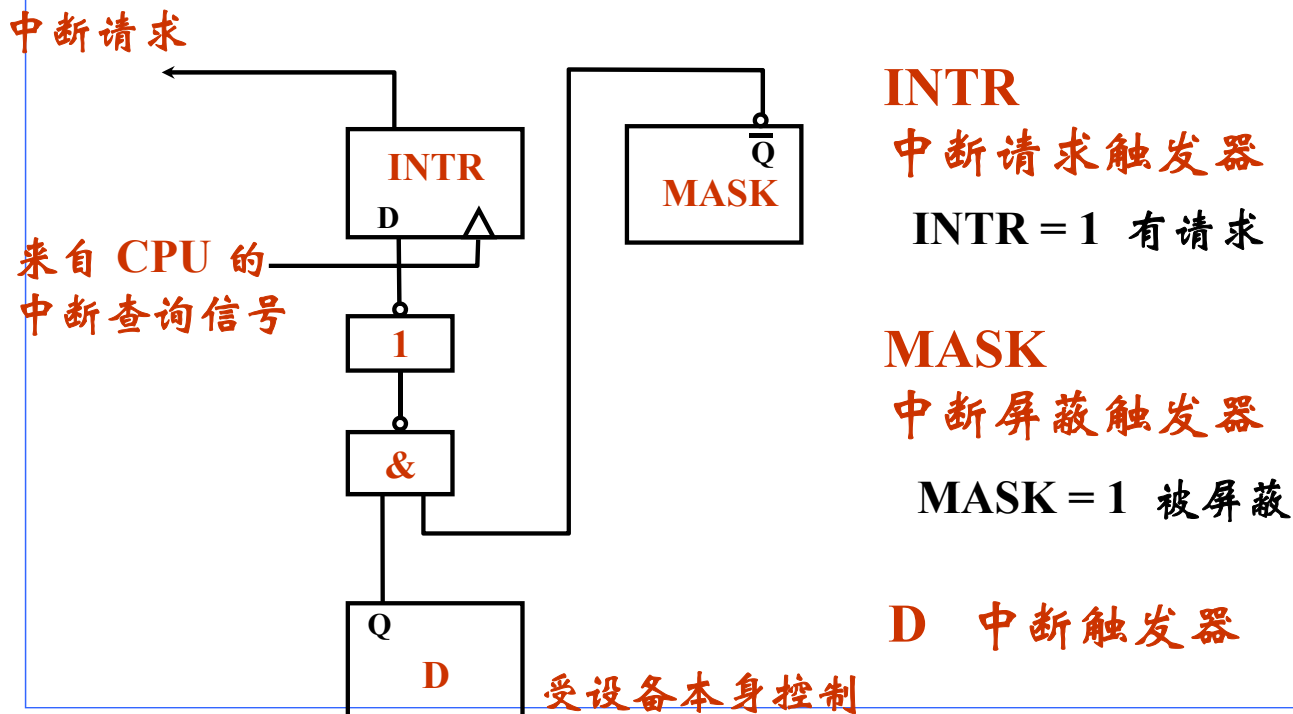 中断请求
INTR
D
来自 CPU 的
中断查询信号
1
&
Q
D
受设备本身控制
Q̅
MASK
INTR
中断请求触发器
INTR = 1 有请求
MASK
中断屏蔽触发器
MASK = 1 被屏蔽
D 中断触发器